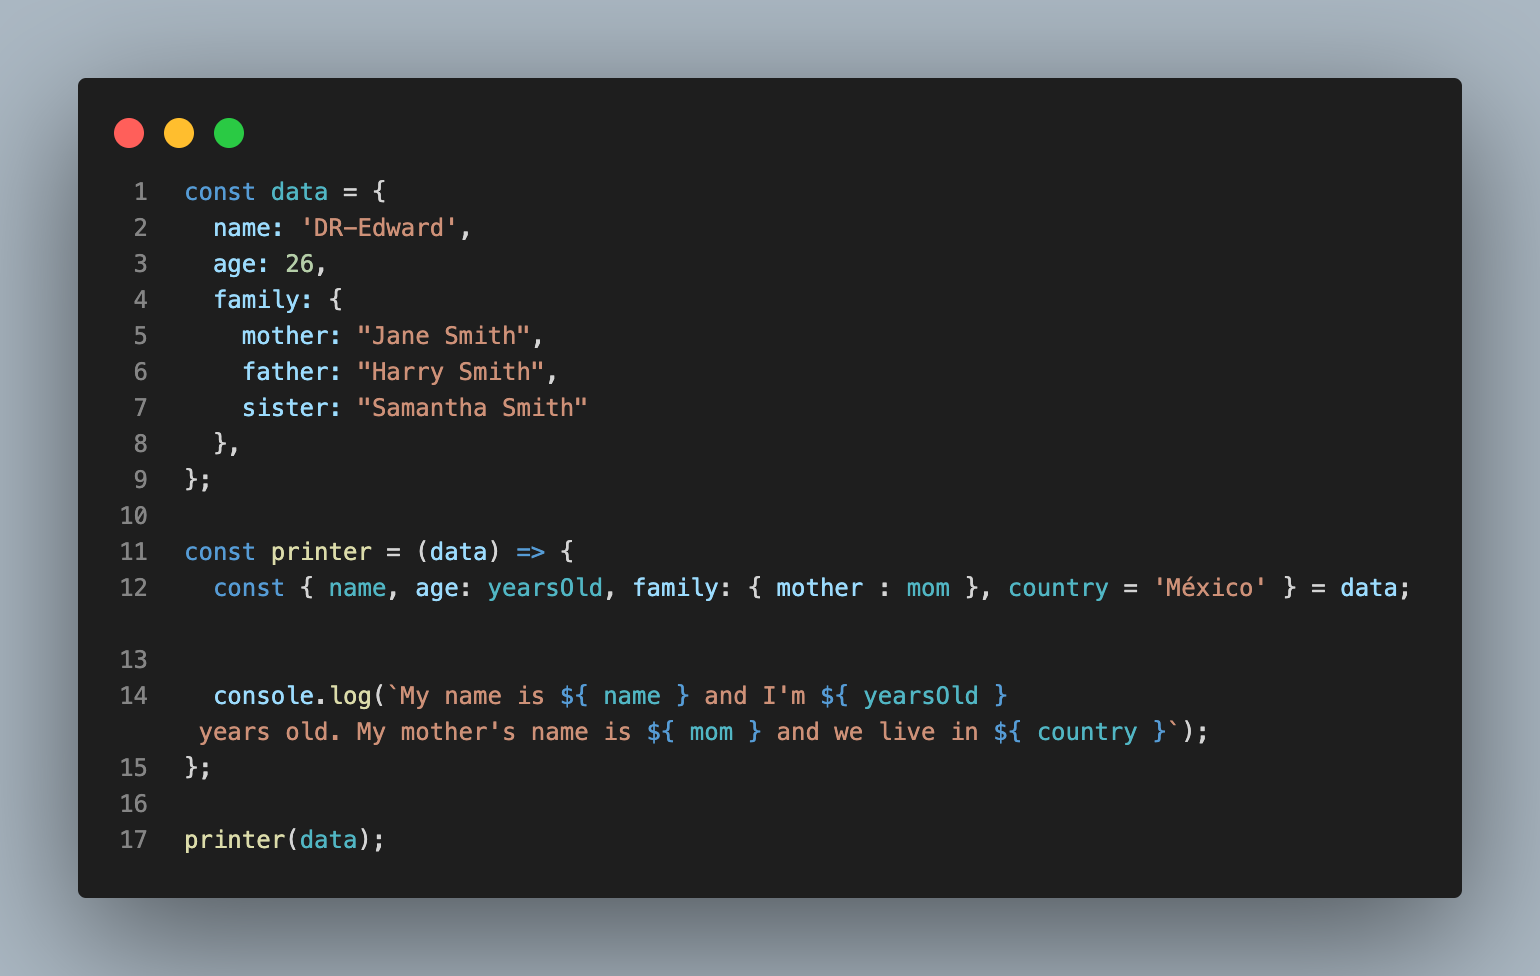 1 const data = {
2 name: 'DR-Edward',
3 age: 26,
4 family: {
5 mother: "Jane Smith",
6 father: "Harry Smith",
7 sister: "Samantha Smith"
8 },
9 };
10
11 const printer = (data) => {
12 const { name, age: yearsOld, family: { mother : mom }, country = 'México' } = data;
13
14 console.log(`My name is ${ name } and I'm ${ yearsOld }
years old. My mother's name is ${ mom } and we live in ${ country }`);
15 };
16
17 printer(data);